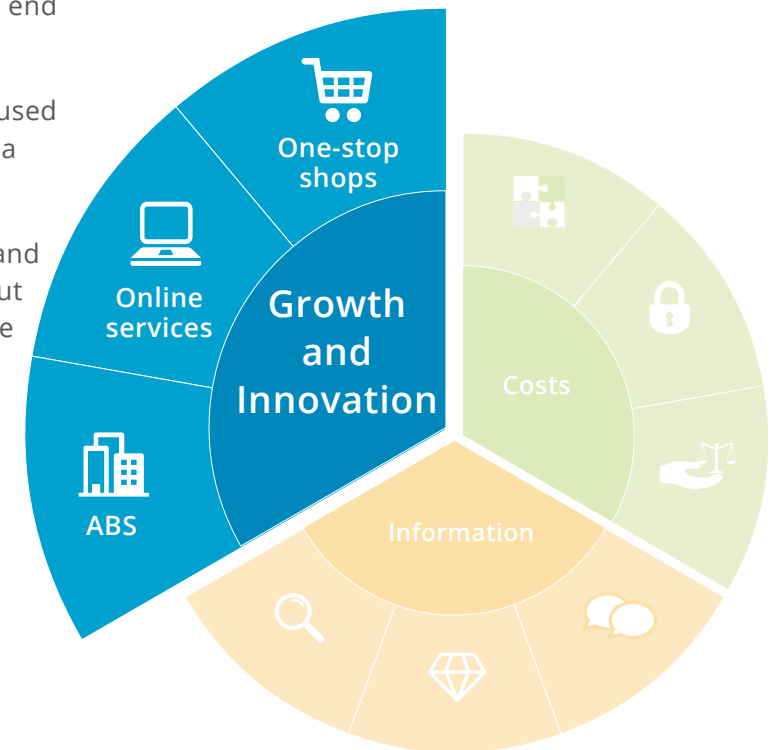 end
used
a
and
ut
e
One-stop
shops
Online
services
Growth
and
Innovation
ABS
Costs
Information